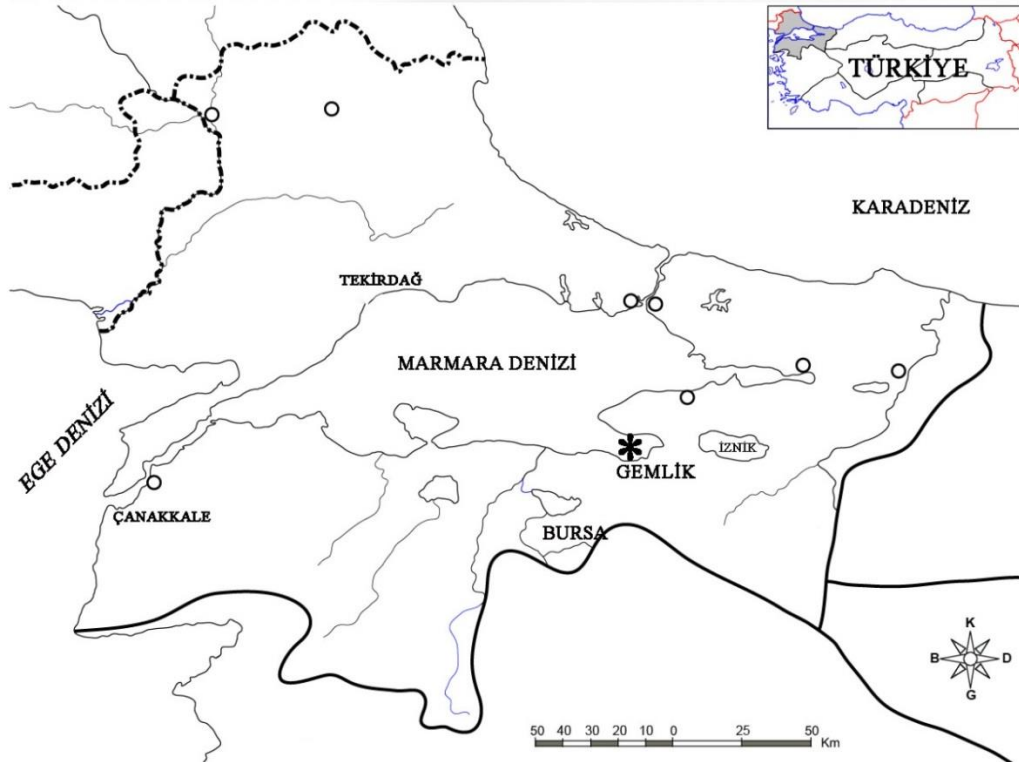 TÜRKİYE
KARADENİZ
TEKİRDAĞ
MARMARA DENİZİ
EGE DENİZİ
İZNİK
GEMLİK
ÇANAKKALE
BURSA
K
B D
G
50 40 30 20 10 0 25 50
Km